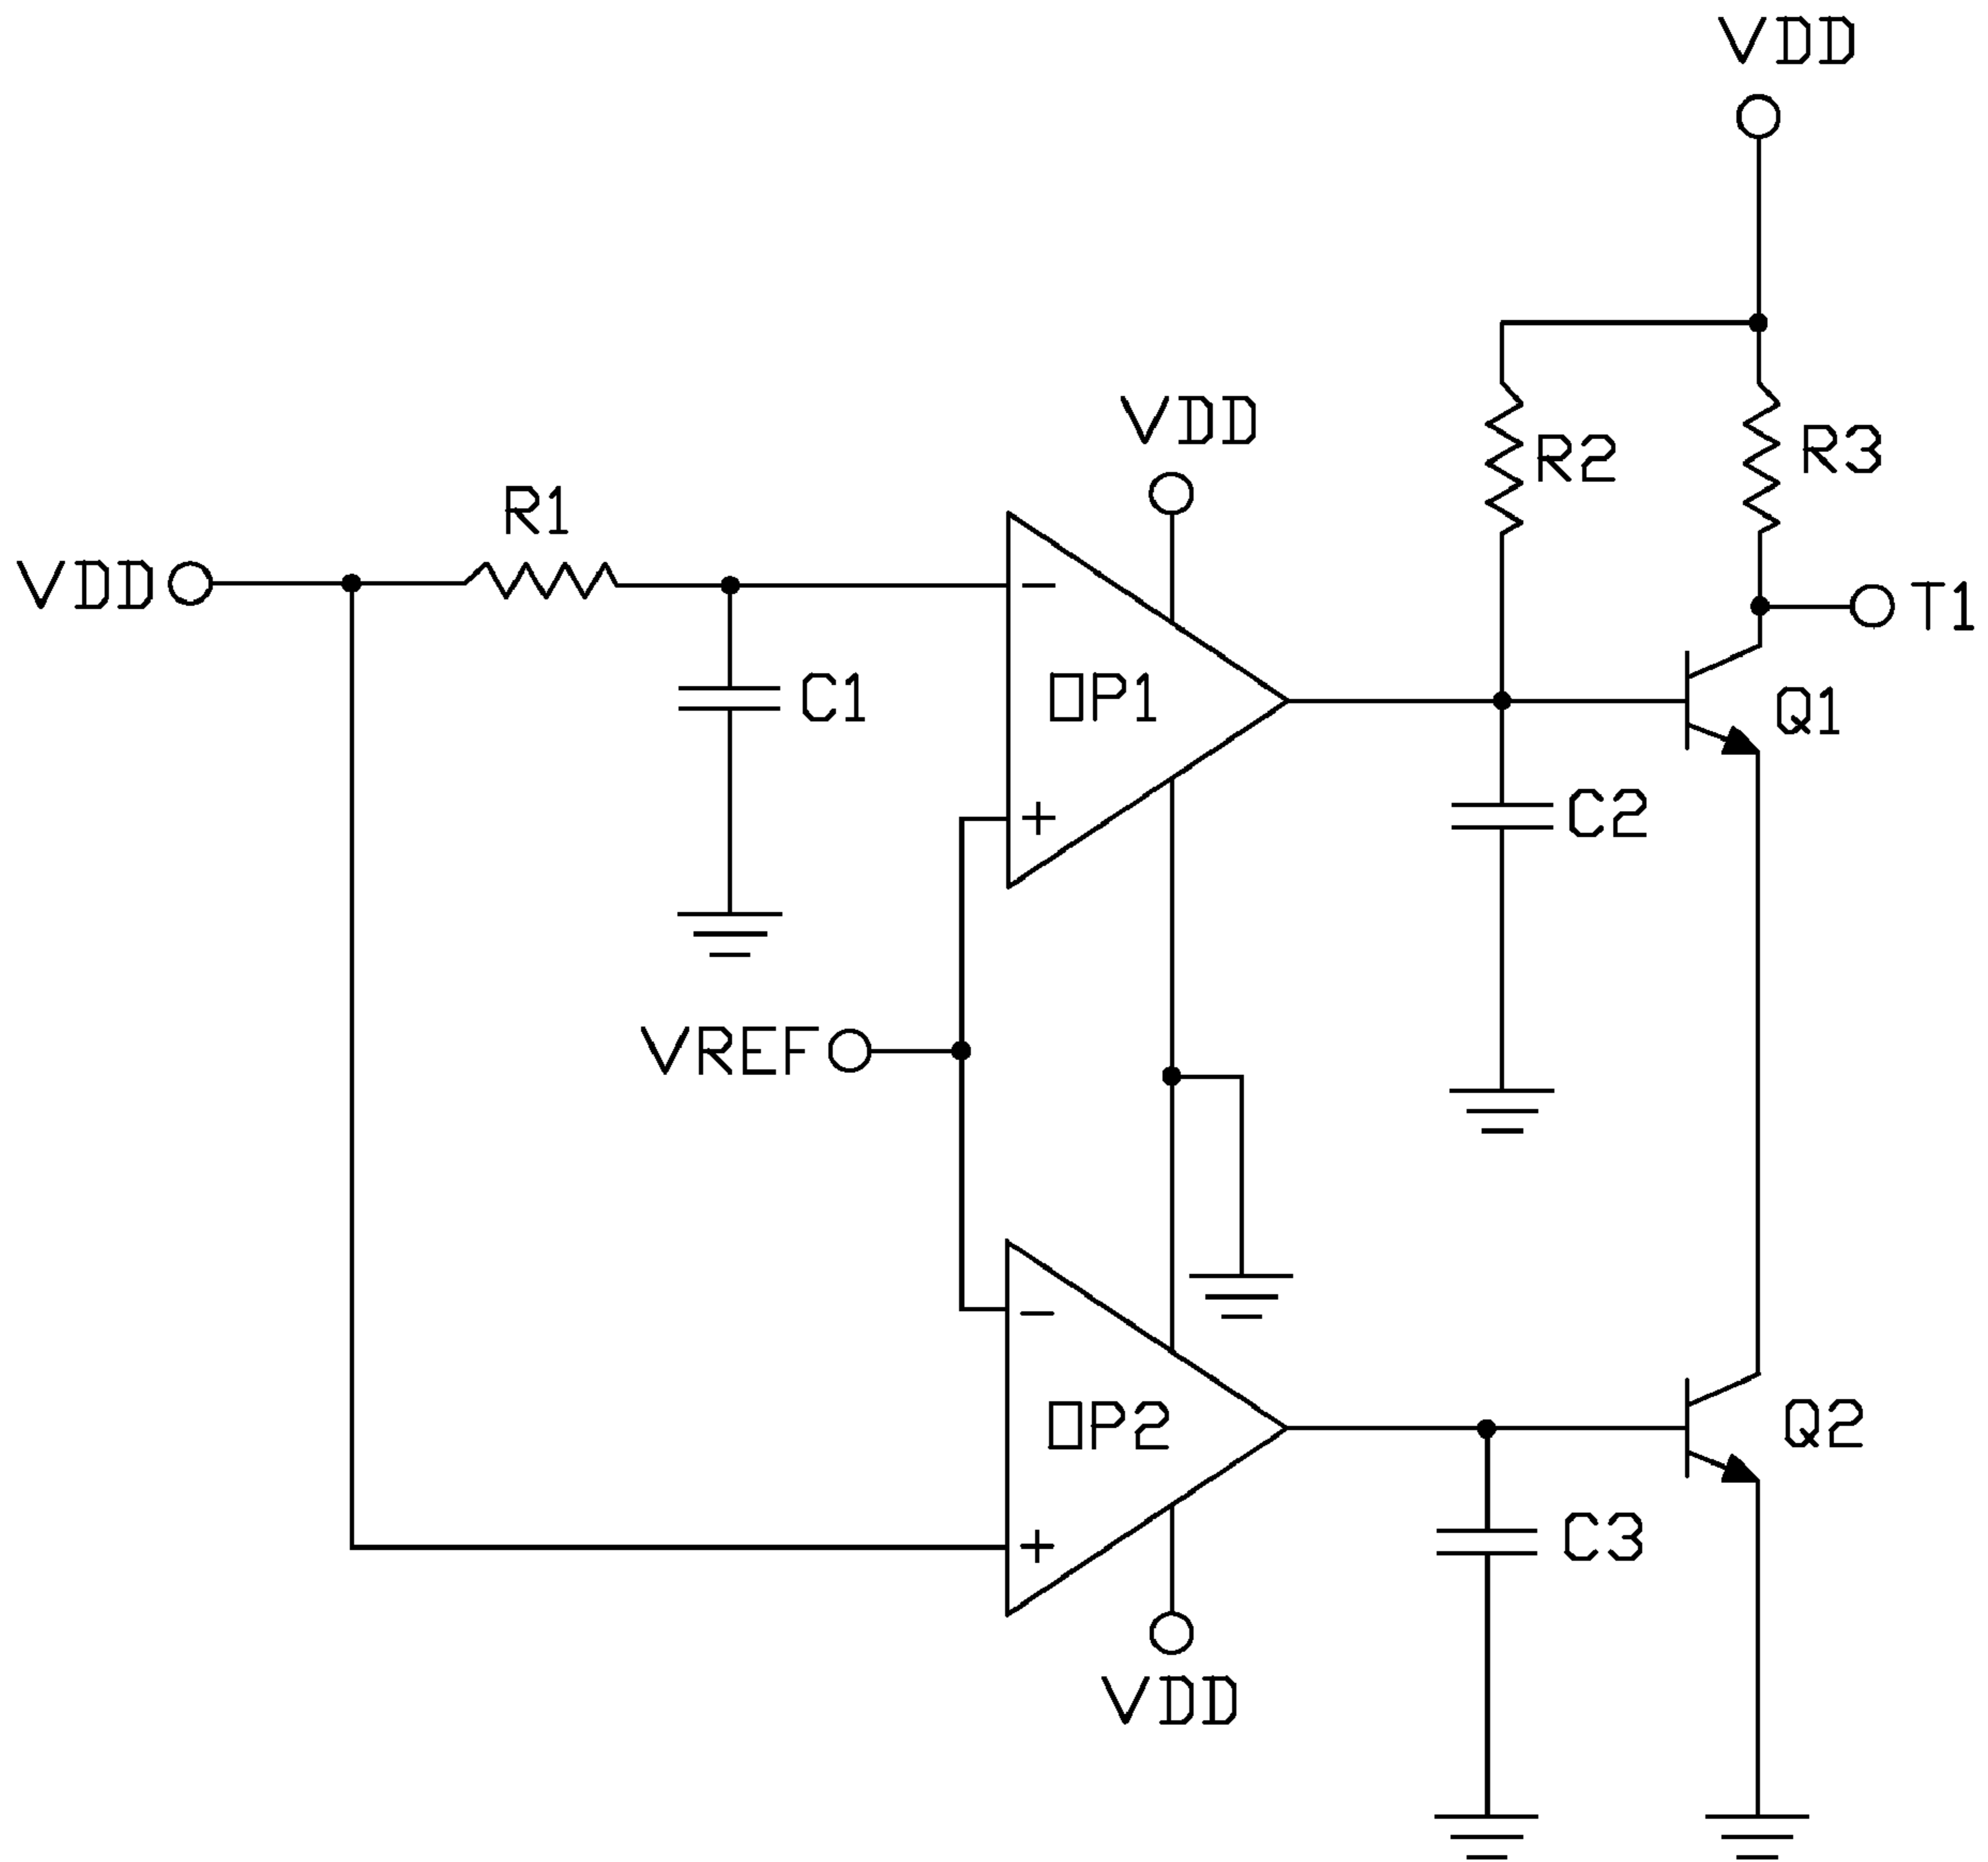 VDD
VDD
R2
R3
R1
VDD
T1
−
OP1
C1
Q1
+
C2
VREF
−
OP2
Q2
+
C3
VDD